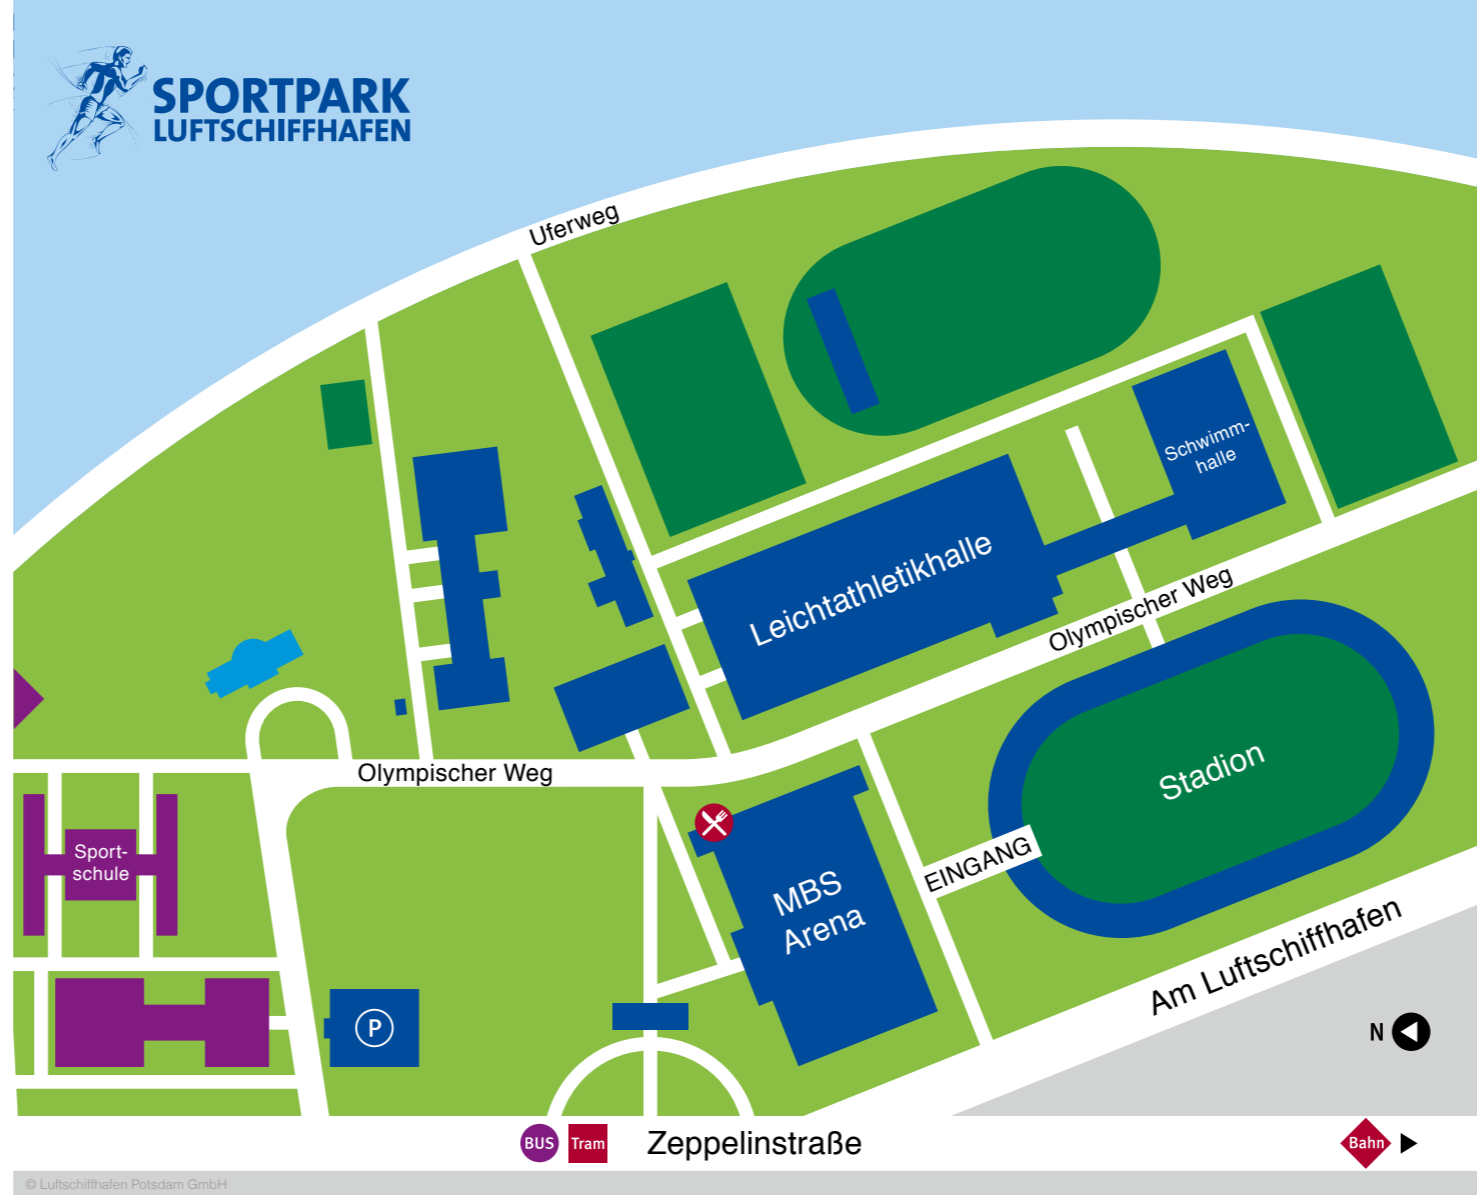 SPORTPARK
LUFTSCHIFFHAFEN
Uferweg
Schwimm-
halle
Leichtathletikhalle
Olympischer Weg
Stadion
Olympischer Weg
EINGANG
Sport-
schule
MBS
Arena
Am Luftschiffhafen
P
N
BUS
Tram
Zeppelinstraße
Bahn
© Luftschiffhafen Potsdam GmbH